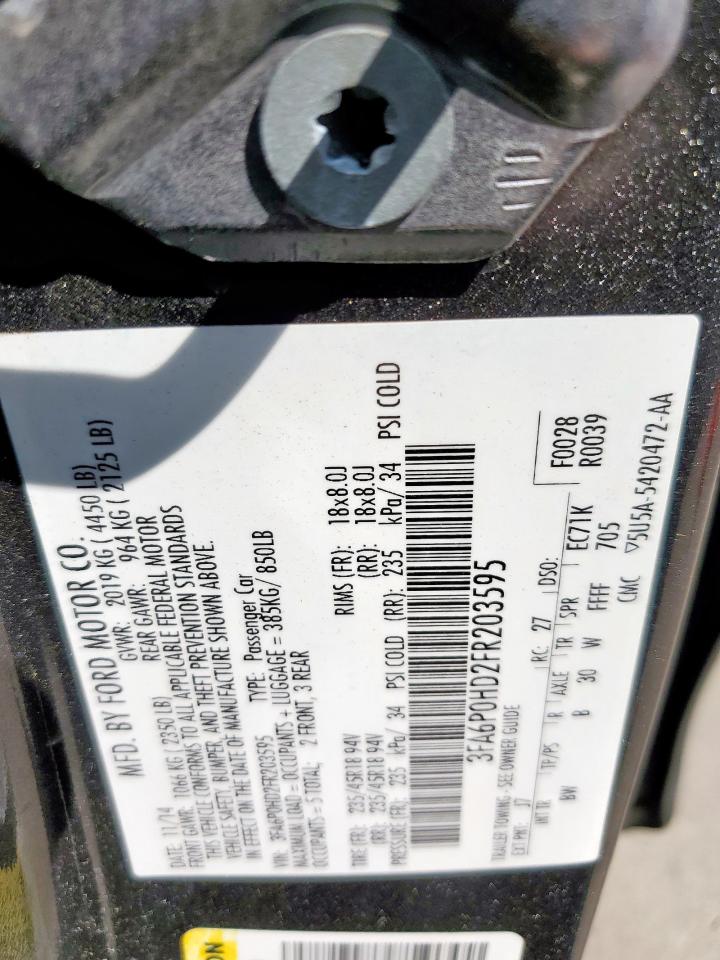 MFD. BY FORD MOTOR CO.
DATE: 11/14 GVWR: 2019 KG ( 4450 LB)
FRONT GAWR: 1066 KG ( 2350 LB) REAR GAWR: 964 KG ( 2125 LB)
THIS VEHICLE CONFORMS TO ALL APPLICABLE FEDERAL MOTOR
VEHICLE SAFETY, BUMPER, AND THEFT PREVENTION STANDARDS
IN EFFECT ON THE DATE OF MANUFACTURE SHOWN ABOVE.
VIN: 3FA6P0HD2FR203595 TYPE: Passenger Car
MAXIMUM LOAD = OCCUPANTS + LUGGAGE = 385KG/ 850LB
OCCUPANTS = 5 TOTAL; 2 FRONT, 3 REAR
TIRE (FR): 235/45R18 94V RIMS (FR): 18x8.0J
(RR): 235/45R18 94V (RR): 18x8.0J
PRESSURE (FR): 235 kPa/ 34 PSI COLD (RR): 235 kPa/ 34 PSI COLD
3FA6P0HD2FR203595
TRAILER TOWING - SEE OWNER GUIDE F0028
EXT PNT: J7 RC: 27 DSO: R0039
INT TR TP/PS R AXLE TR SPR EC71K
BW B 30 W FFFF 705
CMC ▽5U5A-5420472-AA